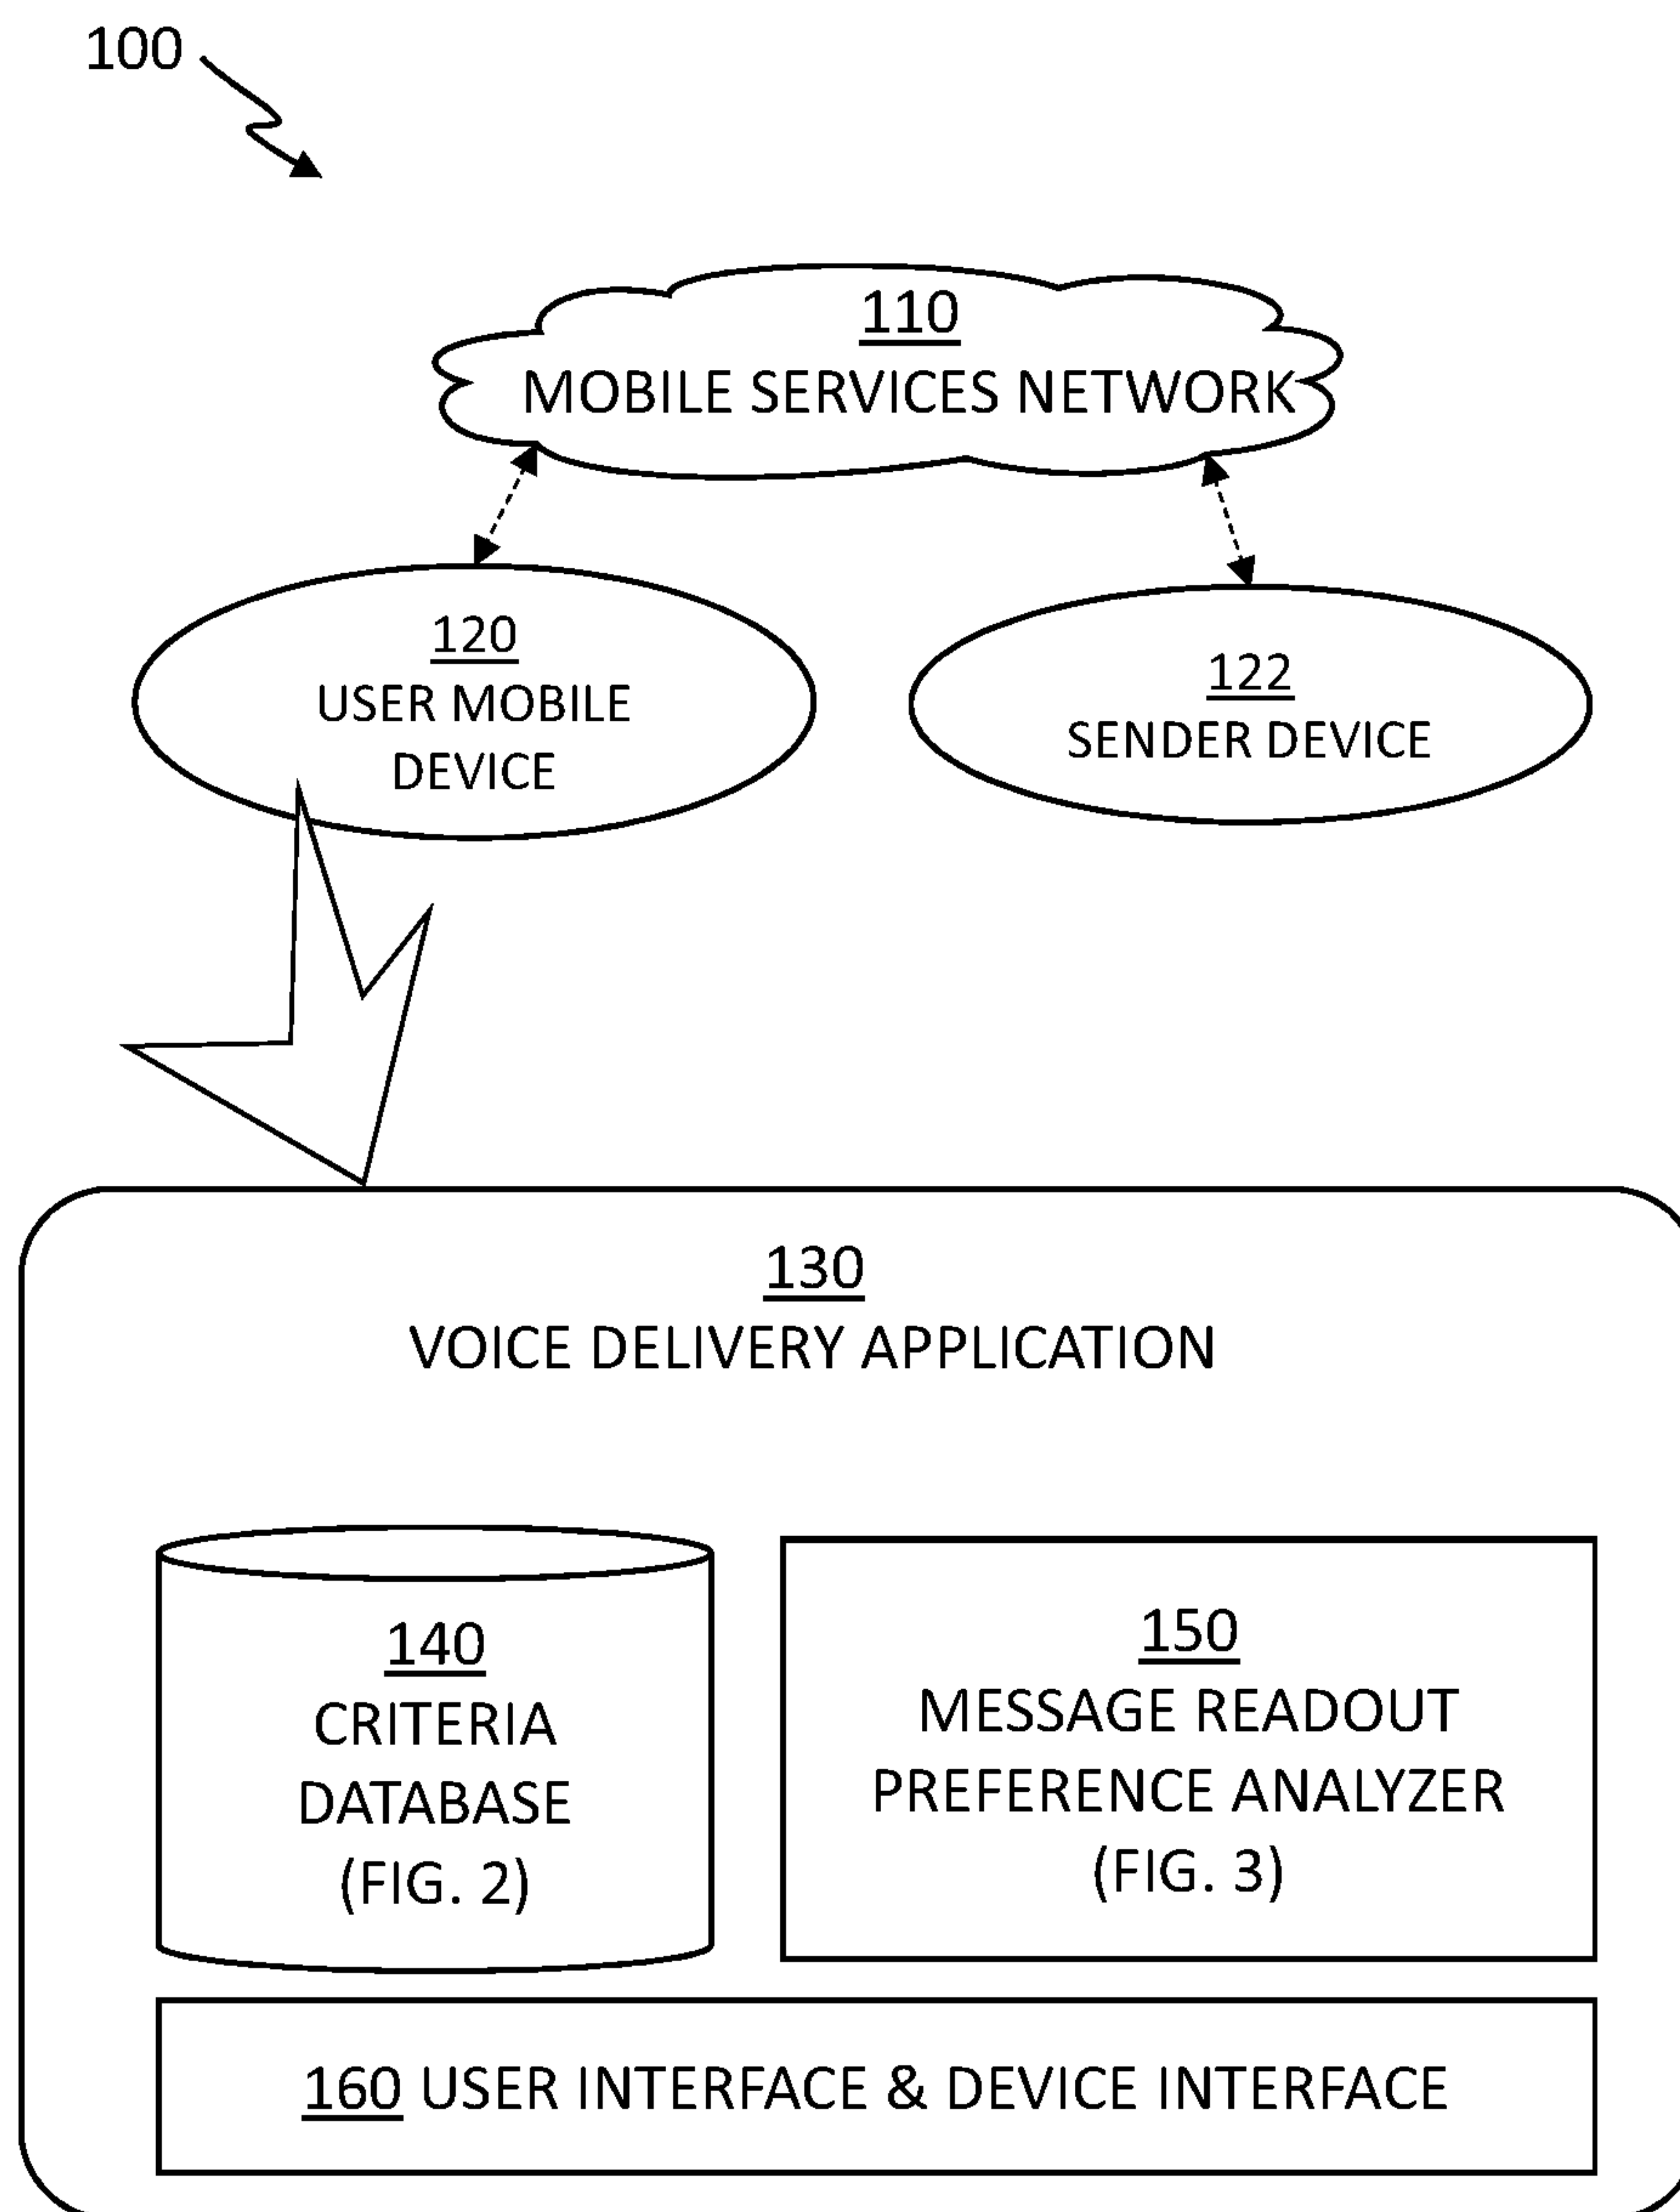 100
110
MOBILE SERVICES NETWORK
120
USER MOBILE
DEVICE
122
SENDER DEVICE
130
VOICE DELIVERY APPLICATION
140
CRITERIA
DATABASE
(FIG. 2)
150
MESSAGE READOUT
PREFERENCE ANALYZER
(FIG. 3)
160 USER INTERFACE & DEVICE INTERFACE